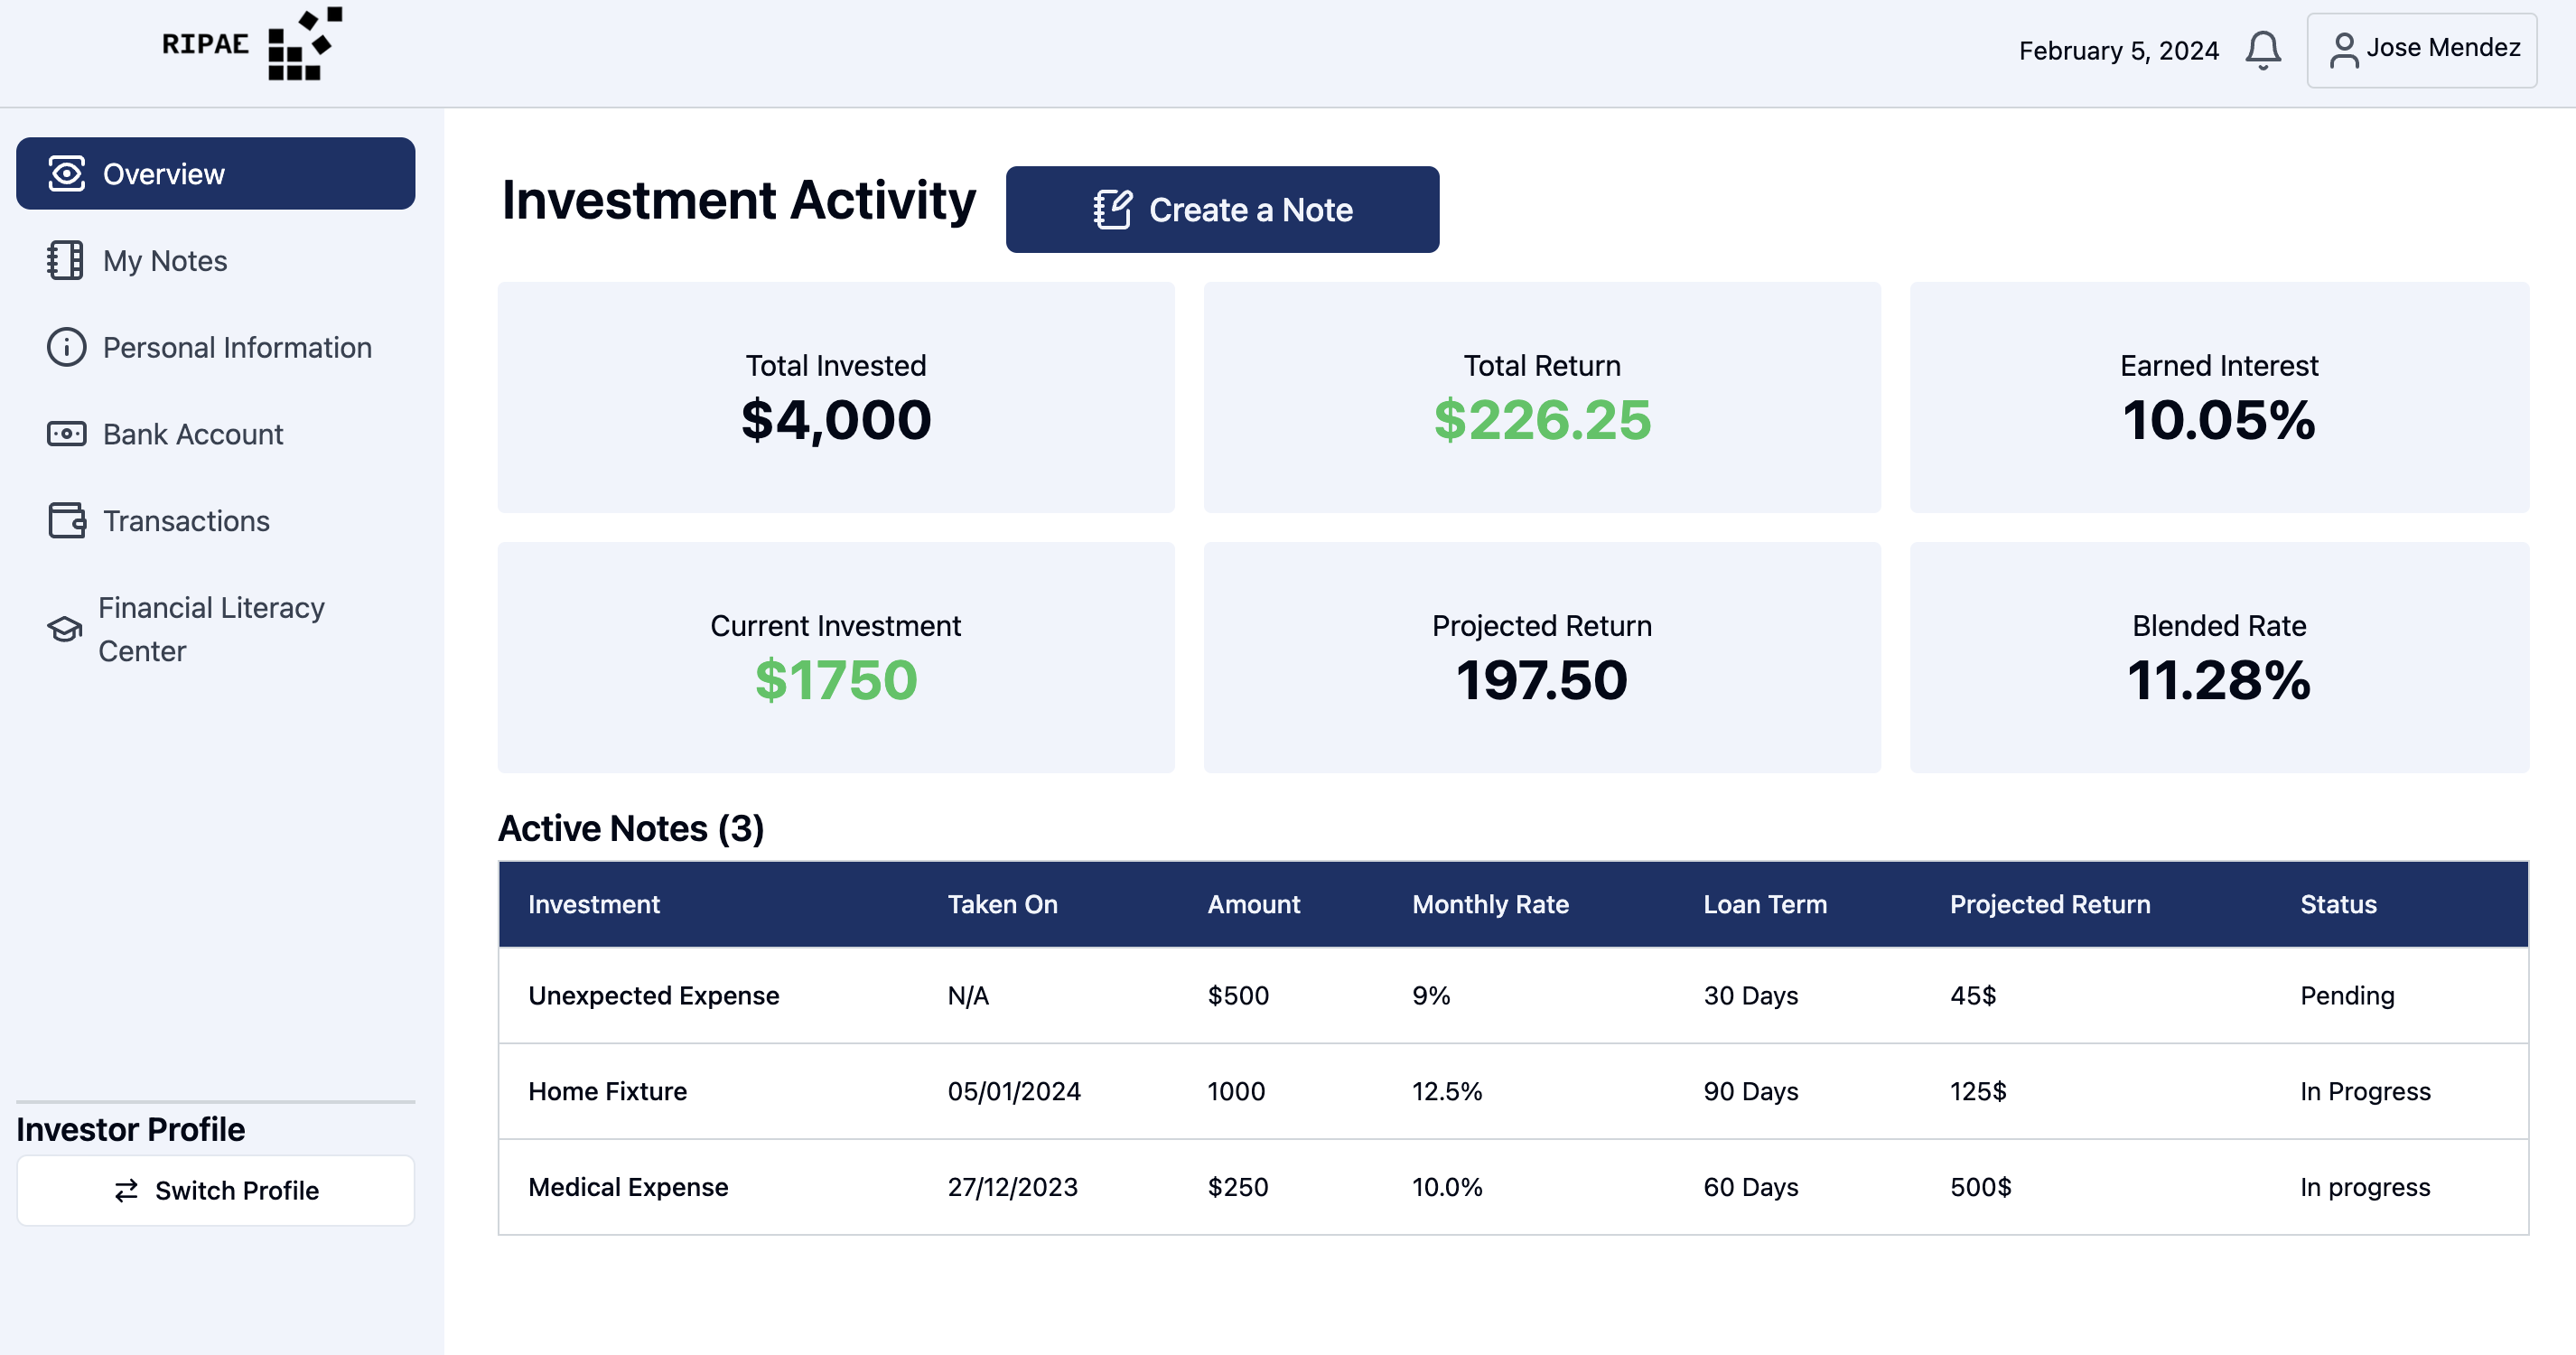 RIPAE
February 5, 2024
Jose Mendez
Overview
My Notes
Personal Information
Bank Account
Transactions
Financial Literacy
Center
Investor Profile
Switch Profile
Investment Activity
Create a Note
Total Invested
$4,000
Total Return
$226.25
Earned Interest
10.05%
Current Investment
$1750
Projected Return
197.50
Blended Rate
11.28%
Active Notes (3)
Investment Taken On Amount Monthly Rate Loan Term Projected Return Status
Unexpected Expense N/A $500 9% 30 Days 45$ Pending
Home Fixture 05/01/2024 1000 12.5% 90 Days 125$ In Progress
Medical Expense 27/12/2023 $250 10.0% 60 Days 500$ In progress